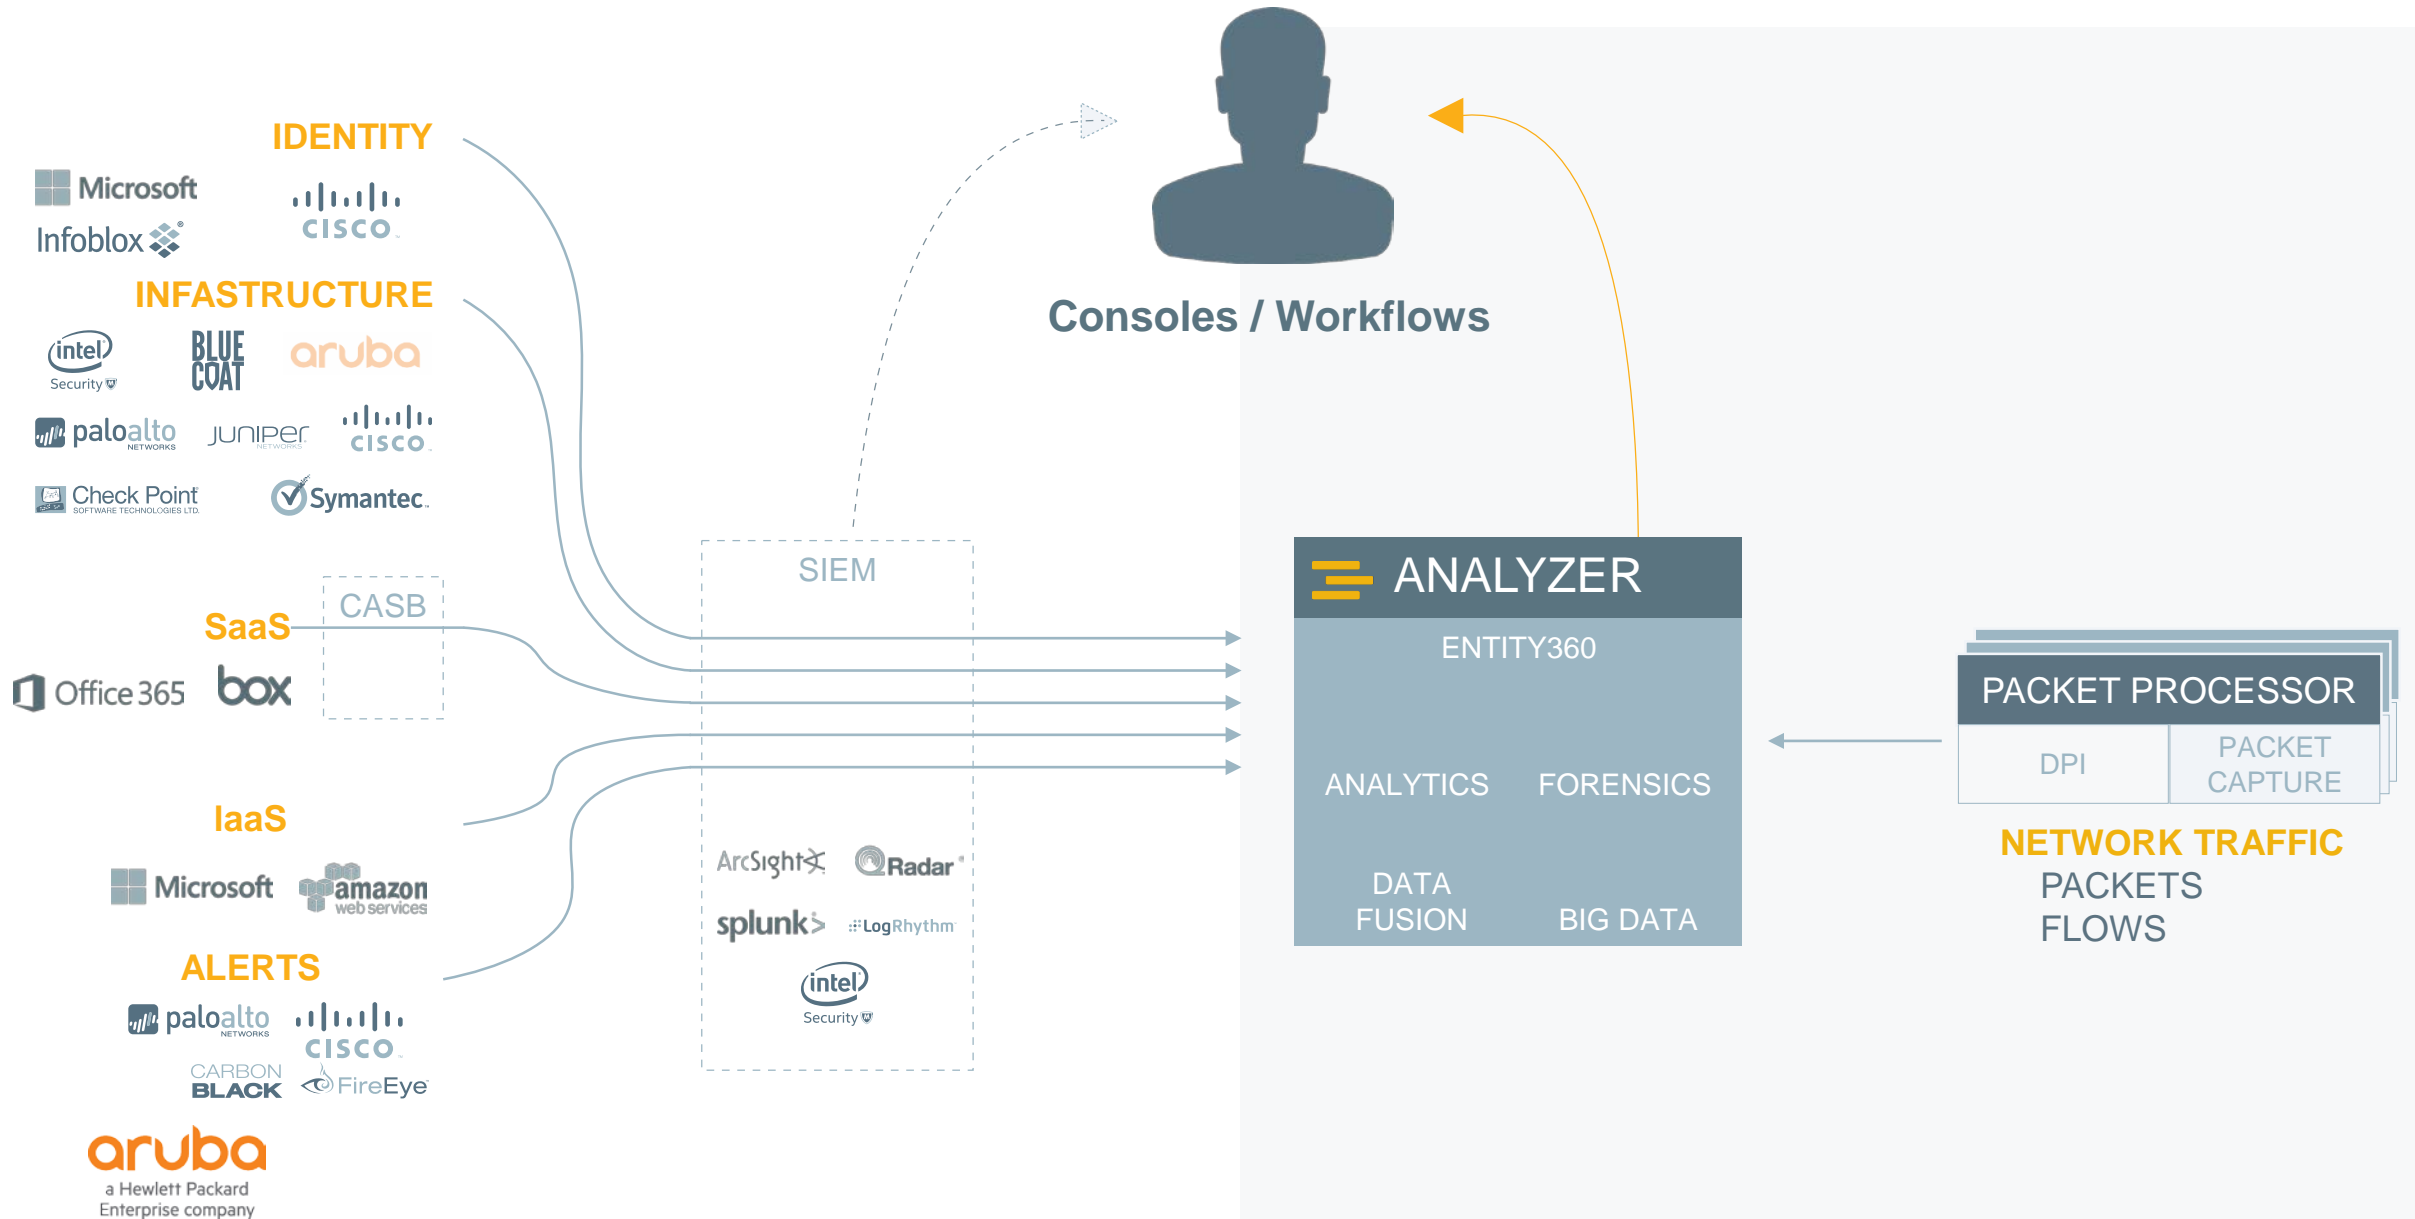 IDENTITY
Microsoft
CISCO
Infoblox
Consoles / Workflows
INFASTRUCTURE
intel
Security
BLUE
COAT
aruba
paloalto
NETWORKS
JUNIPEr
NETWORKS
CISCO
Check Point
SOFTWARE TECHNOLOGIES LTD.
Symantec
SaaS
CASB
Office 365
box
IaaS
Microsoft
amazon
web services
ALERTS
paloalto
NETWORKS
CISCO
CARBON
BLACK
FireEye
aruba
a Hewlett Packard
Enterprise company
SIEM
ArcSight
QRadar
splunk>
LogRhythm
intel
Security
ANALYZER
ENTITY360
ANALYTICS
FORENSICS
DATA
FUSION
BIG DATA
PACKET PROCESSOR
DPI
PACKET
CAPTURE
NETWORK TRAFFIC
PACKETS
FLOWS